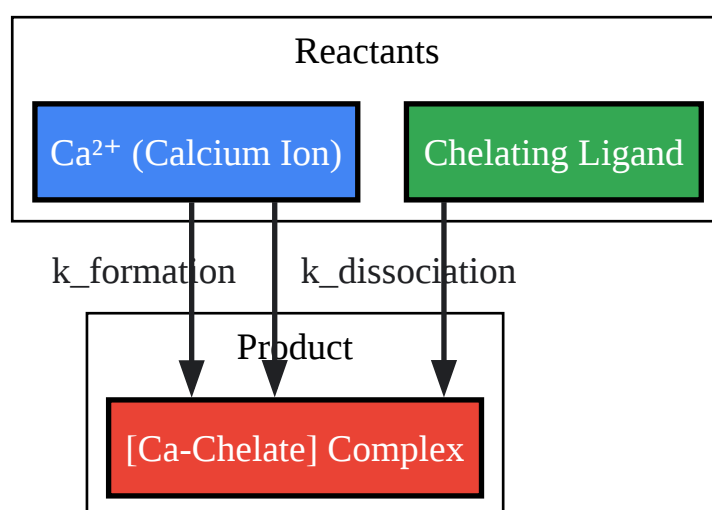 Reactants
Ca²⁺ (Calcium Ion)
Chelating Ligand
k_formation
k_dissociation
Product
[Ca-Chelate] Complex